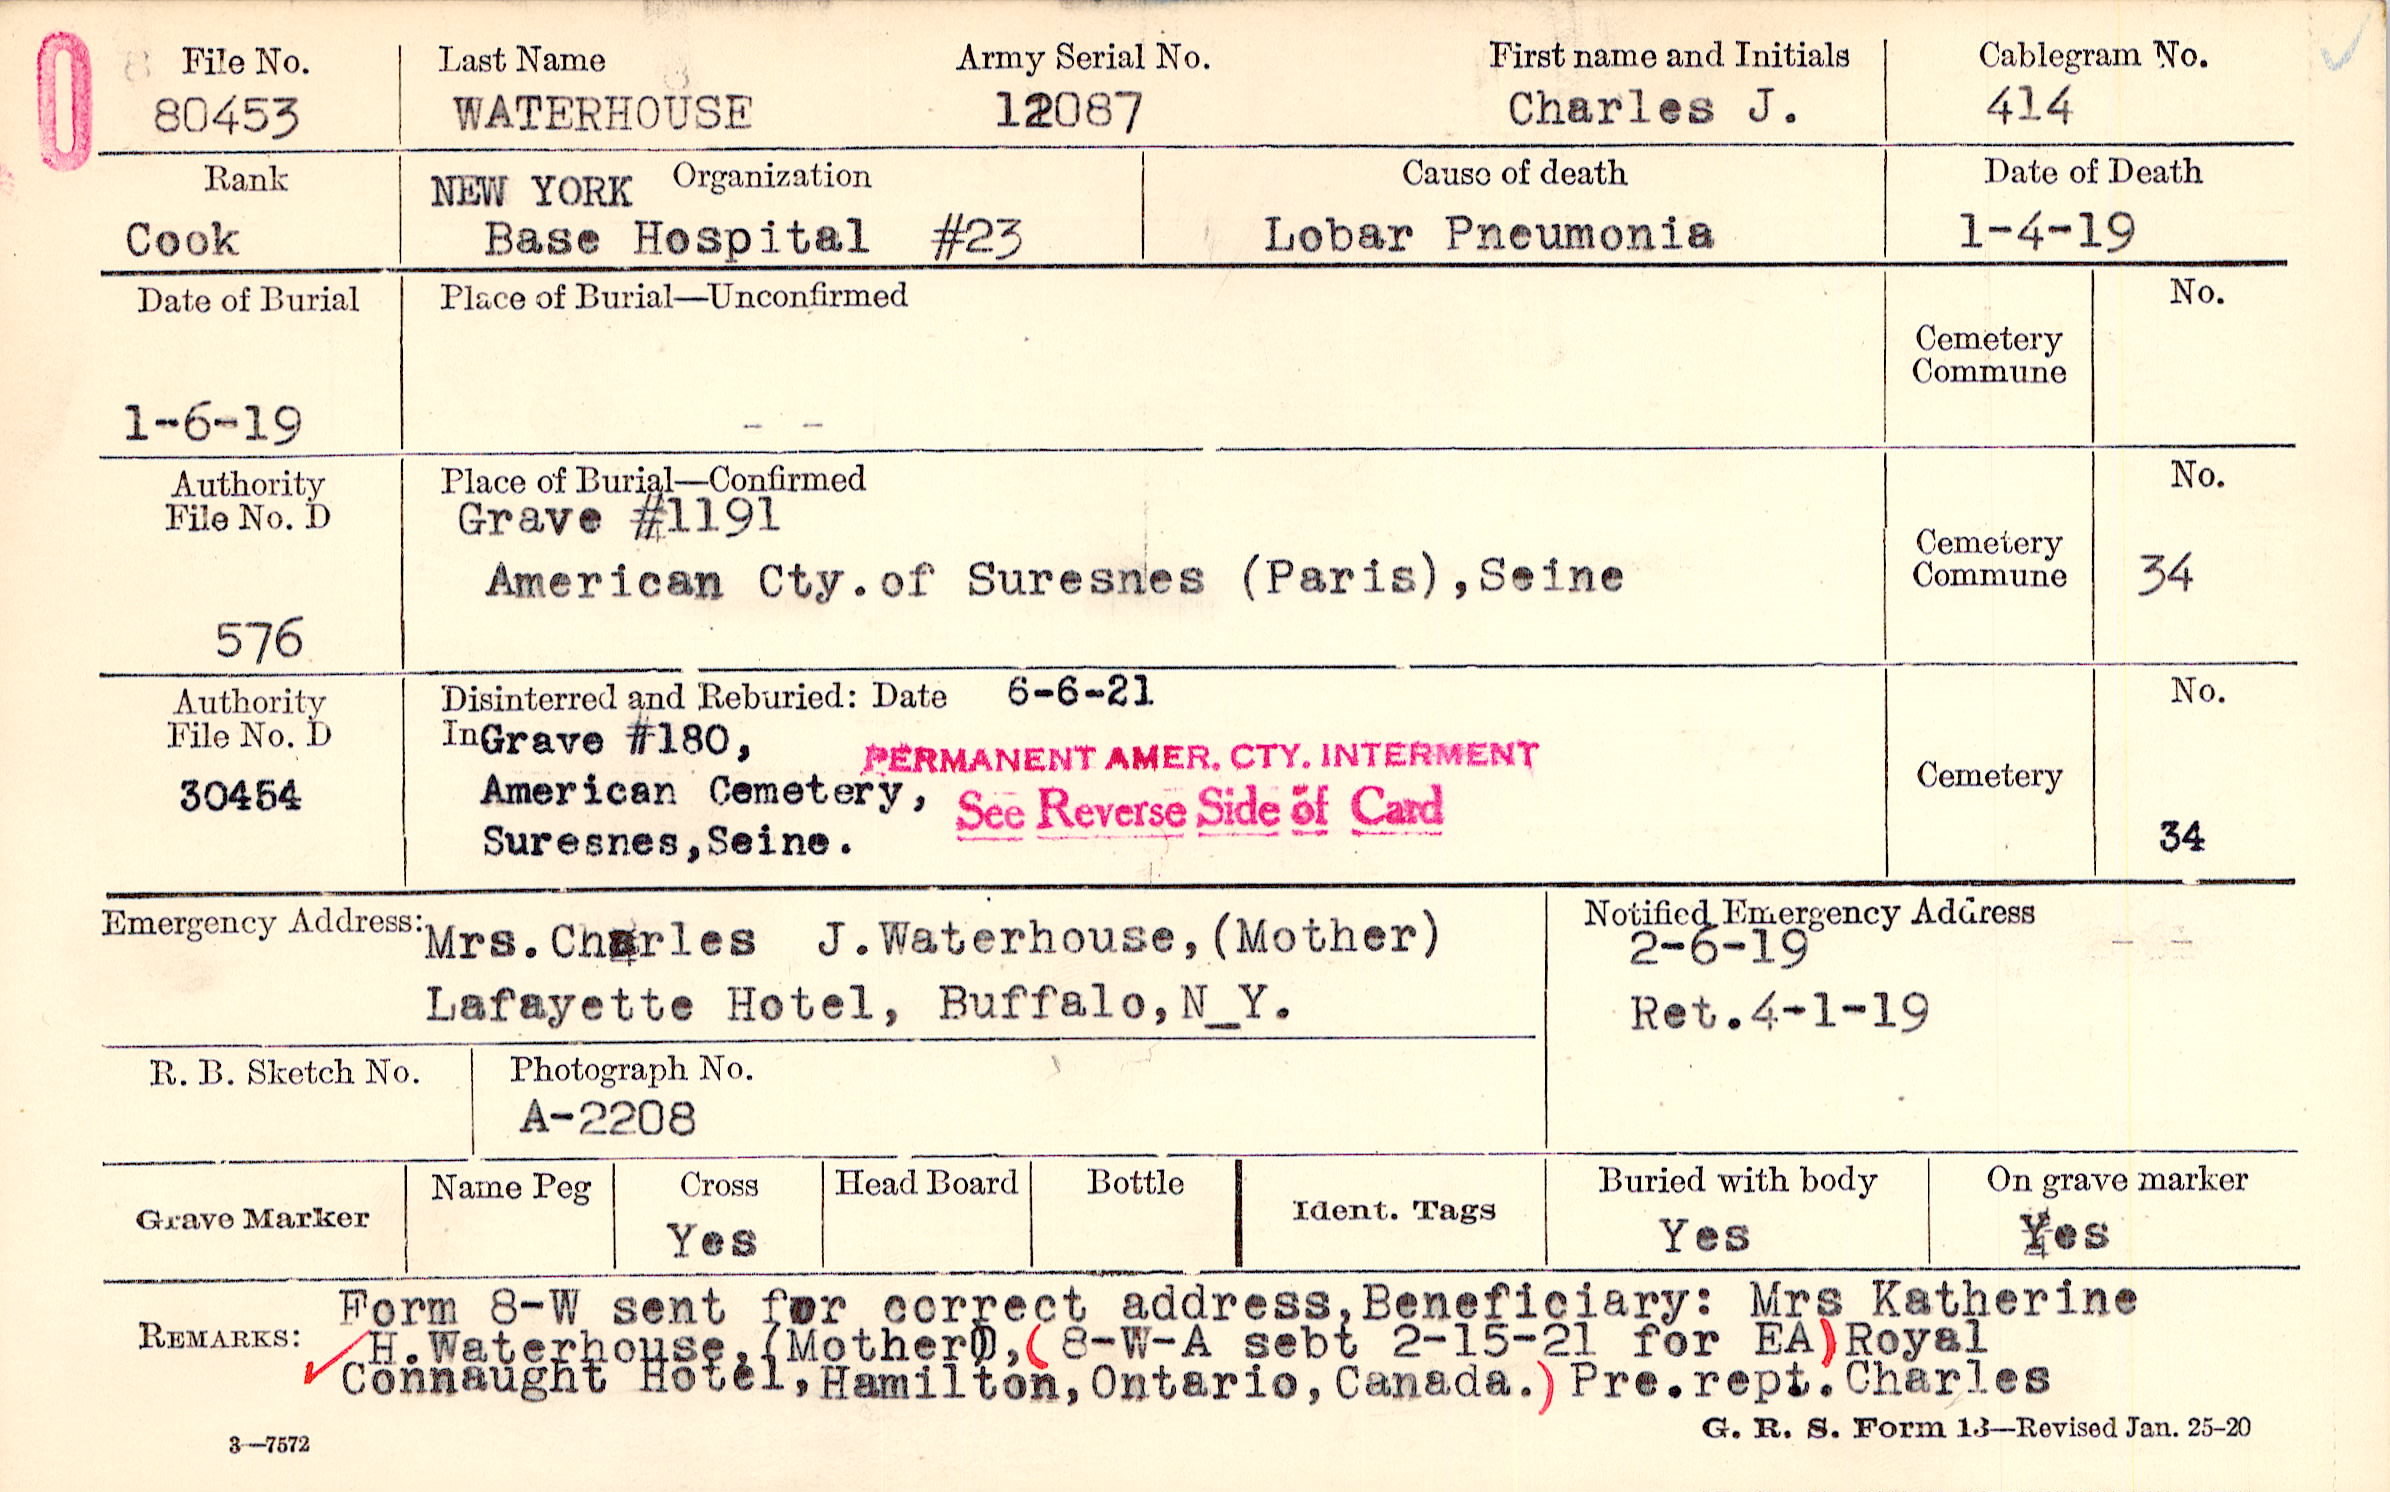 File No. Last Name Army Serial No. First name and Initials Cablegram No.
80453 WATERHOUSE 12087 Charles J. 414
Rank NEW YORK Organization Cause of death Date of Death
Cook Base Hospital #23 Lobar Pneumonia 1-4-19
Date of Burial Place of Burial—Unconfirmed No.
Cemetery
Commune
1-6-19 - -
Authority Place of Burial—Confirmed No.
File No. D Grave #1191
American Cty.of Suresnes (Paris),Seine Cemetery
Commune 34
576
Authority Disinterred and Reburied: Date 6-6-21 No.
File No. D In Grave #180,
PERMANENT AMER. CTY. INTERMENT
30454 American Cemetery, See Reverse Side of Card Cemetery
Suresnes,Seine. 34
Emergency Address: Mrs.Charles J.Waterhouse,(Mother) Notified Emergency Address
2-6-19 - -
Lafayette Hotel, Buffalo,N_Y. Ret.4-1-19
R. B. Sketch No. Photograph No.
A-2208
Grave Marker Name Peg Cross Head Board Bottle Ident. Tags Buried with body On grave marker
Yes Yes Yes
REMARKS: Form 8-W sent for correct address,Beneficiary: Mrs Katherine
H.Waterhouse,(Mother),( 8-W-A sebt 2-15-21 for EA)Royal
Connaught Hotel,Hamilton,Ontario,Canada.)Pre.rept.Charles
3—7572 G. R. S. Form 13—Revised Jan. 25-20